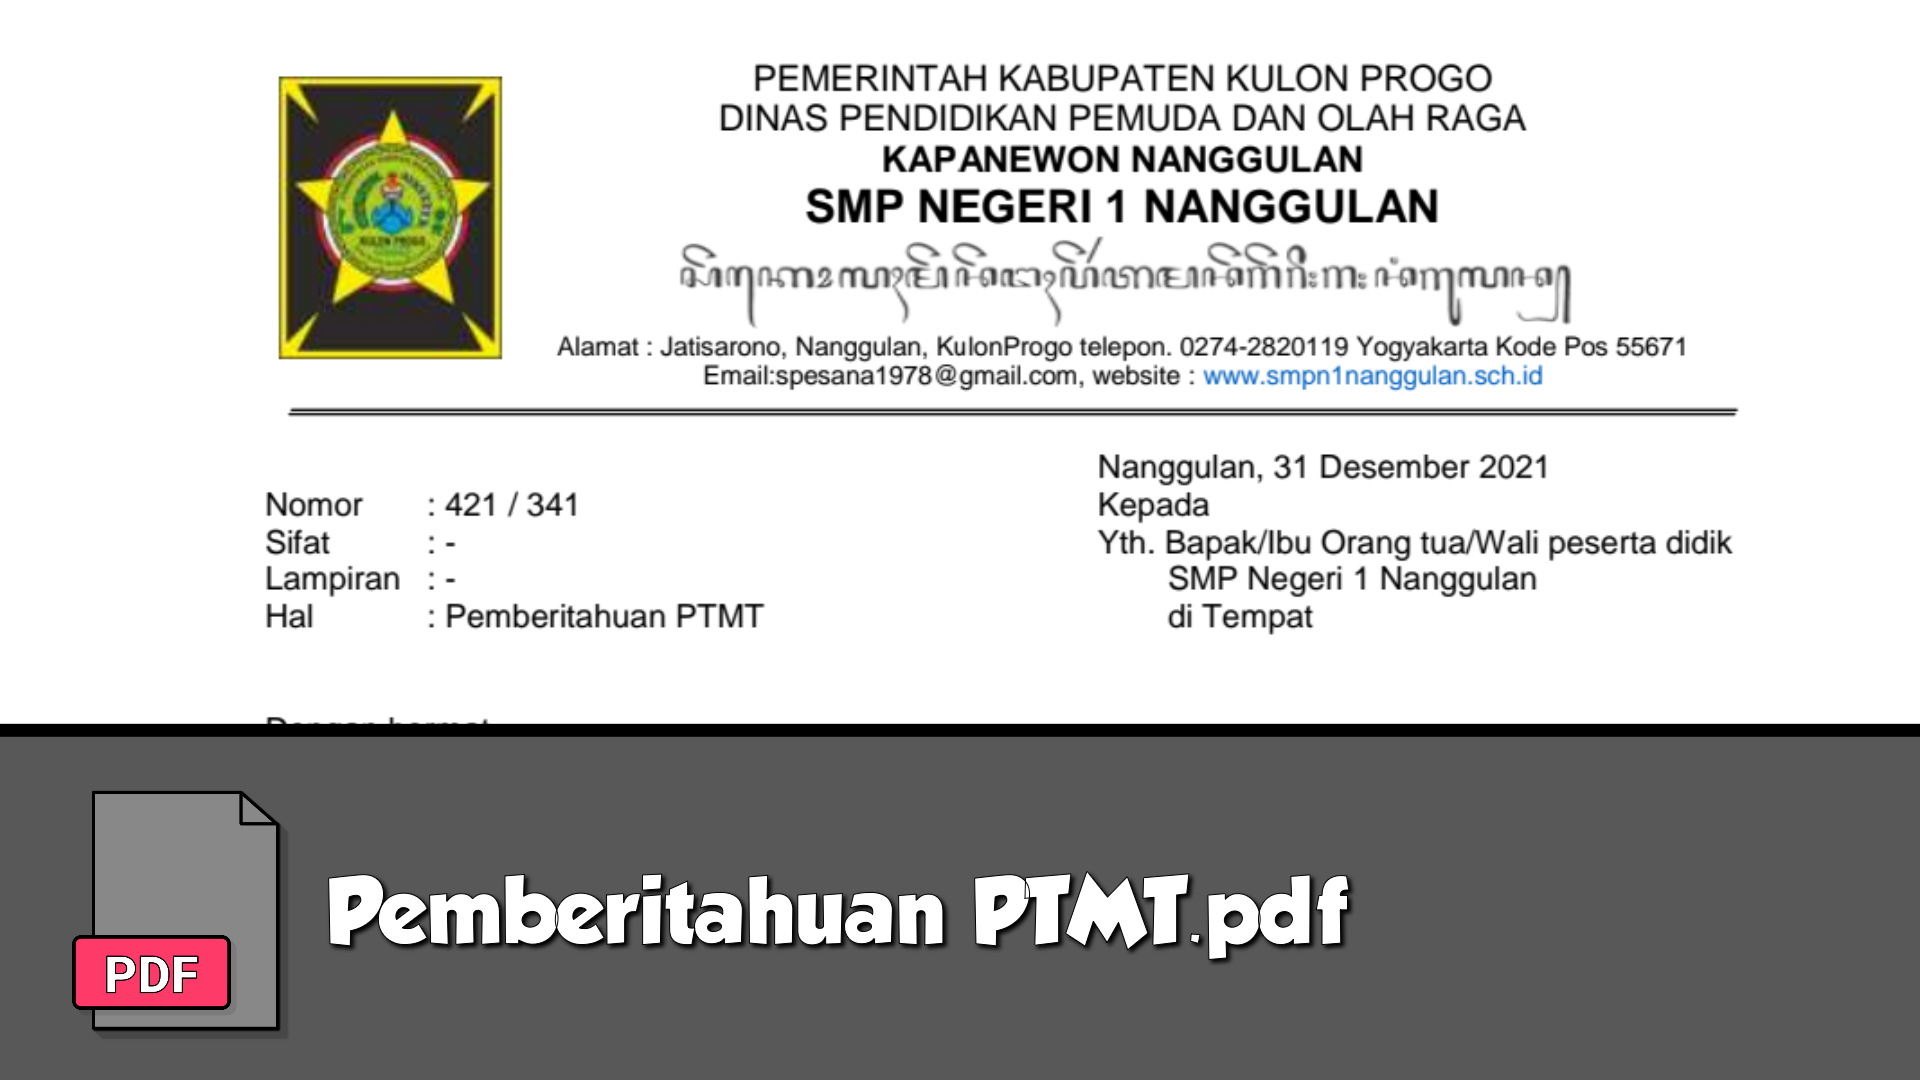 PEMERINTAH KABUPATEN KULON PROGO
DINAS PENDIDIKAN PEMUDA DAN OLAH RAGA
KAPANEWON NANGGULAN
SMP NEGERI 1 NANGGULAN
Alamat : Jatisarono, Nanggulan, KulonProgo telepon. 0274-2820119 Yogyakarta Kode Pos 55671
Email:spesana1978@gmail.com, website : www.smpn1nanggulan.sch.id
KULON PROGO
Nanggulan, 31 Desember 2021
Nomor : 421 / 341
Sifat : -
Lampiran : -
Hal : Pemberitahuan PTMT
Kepada
Yth. Bapak/Ibu Orang tua/Wali peserta didik
SMP Negeri 1 Nanggulan
di Tempat
PDF
Pemberitahuan PTMT.pdf